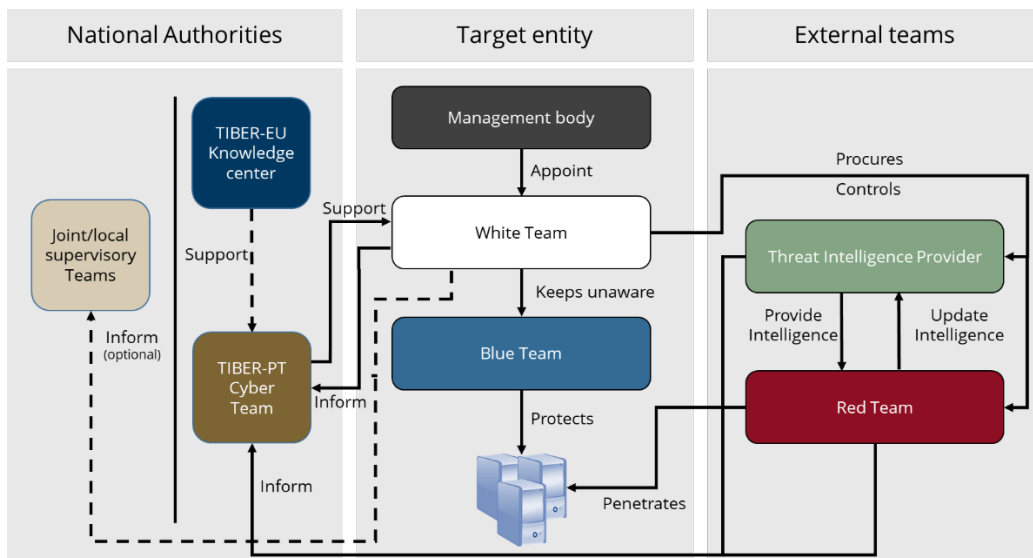 National Authorities
Target entity
External teams
TIBER-EU
Knowledge
center
Management body
Appoint
Procures
Controls
Joint/local
supervisory
Teams
Support
Support
White Team
Threat Intelligence Provider
Keeps unaware
Inform
(optional)
TIBER-PT
Cyber
Team
Inform
Blue Team
Provide
Intelligence
Update
Intelligence
Red Team
Protects
Inform
Penetrates